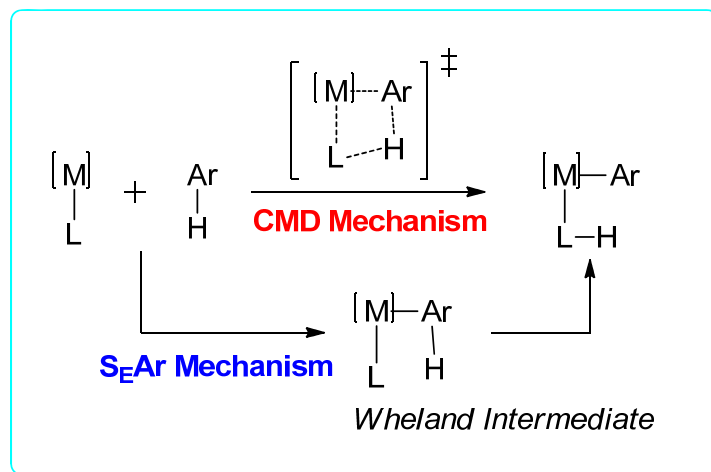 ‡
[M] Ar
L H
[M] + Ar
L H
CMD Mechanism
[M] Ar
L H
[M] Ar
L H
SEAr Mechanism
Wheland Intermediate